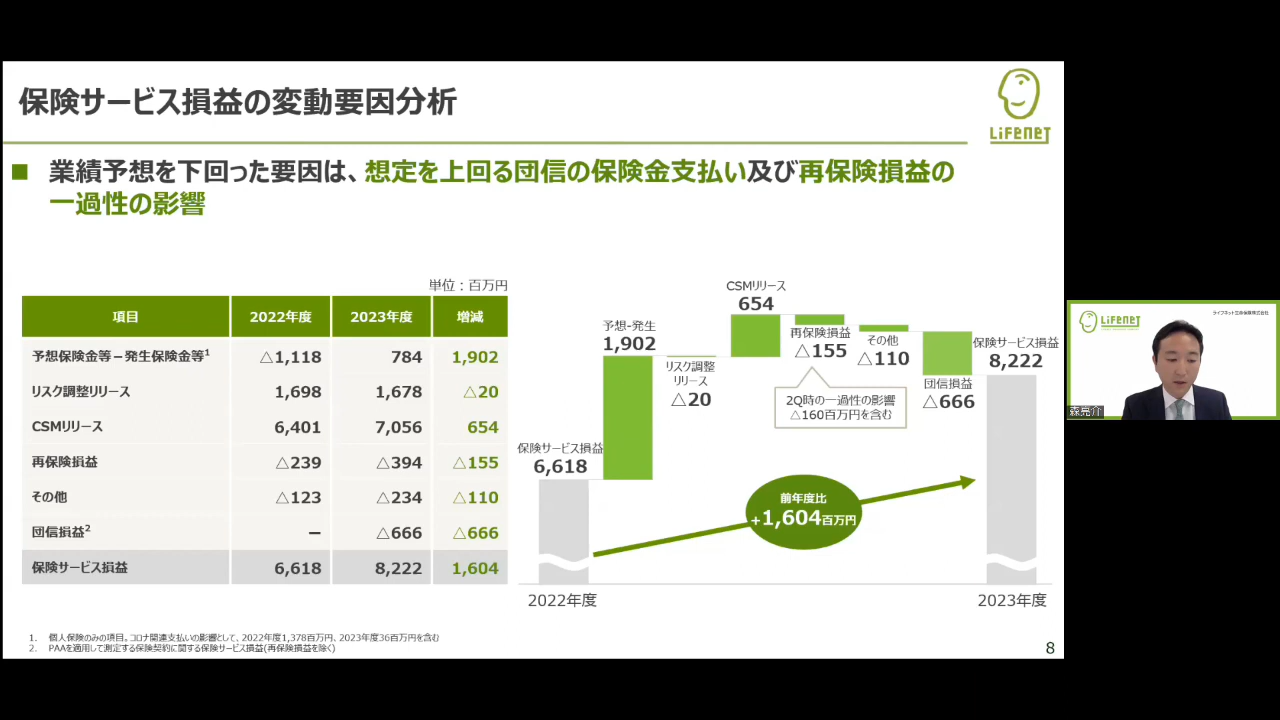 保険サービス損益の変動要因分析
LIFENET
■ 業績予想を下回った要因は、想定を上回る団信の保険金支払い及び再保険損益の
一過性の影響
単位：百万円
項目 2022年度 2023年度 増減
予想保険金等－発生保険金等1 △1,118 784 1,902
リスク調整リリース 1,698 1,678 △20
CSMリリース 6,401 7,056 654
再保険損益 △239 △394 △155
その他 △123 △234 △110
団信損益2 － △666 △666
保険サービス損益 6,618 8,222 1,604
保険サービス損益
6,618
予想-発生
1,902
リスク調整
リリース
△20
CSMリリース
654
再保険損益
△155
2Q時の一過性の影響
△160百万円を含む
その他
△110
団信損益
△666
保険サービス損益
8,222
前年度比
+1,604百万円
2022年度
2023年度
1. 個人保険のみの項目。コロナ関連支払いの影響として、2022年度1,378百万円、2023年度36百万円を含む
2. PAAを適用して測定する保険契約に関する保険サービス損益(再保険損益を除く)
8
LIFENET
ライフネット生命保険株式会社
森亮介